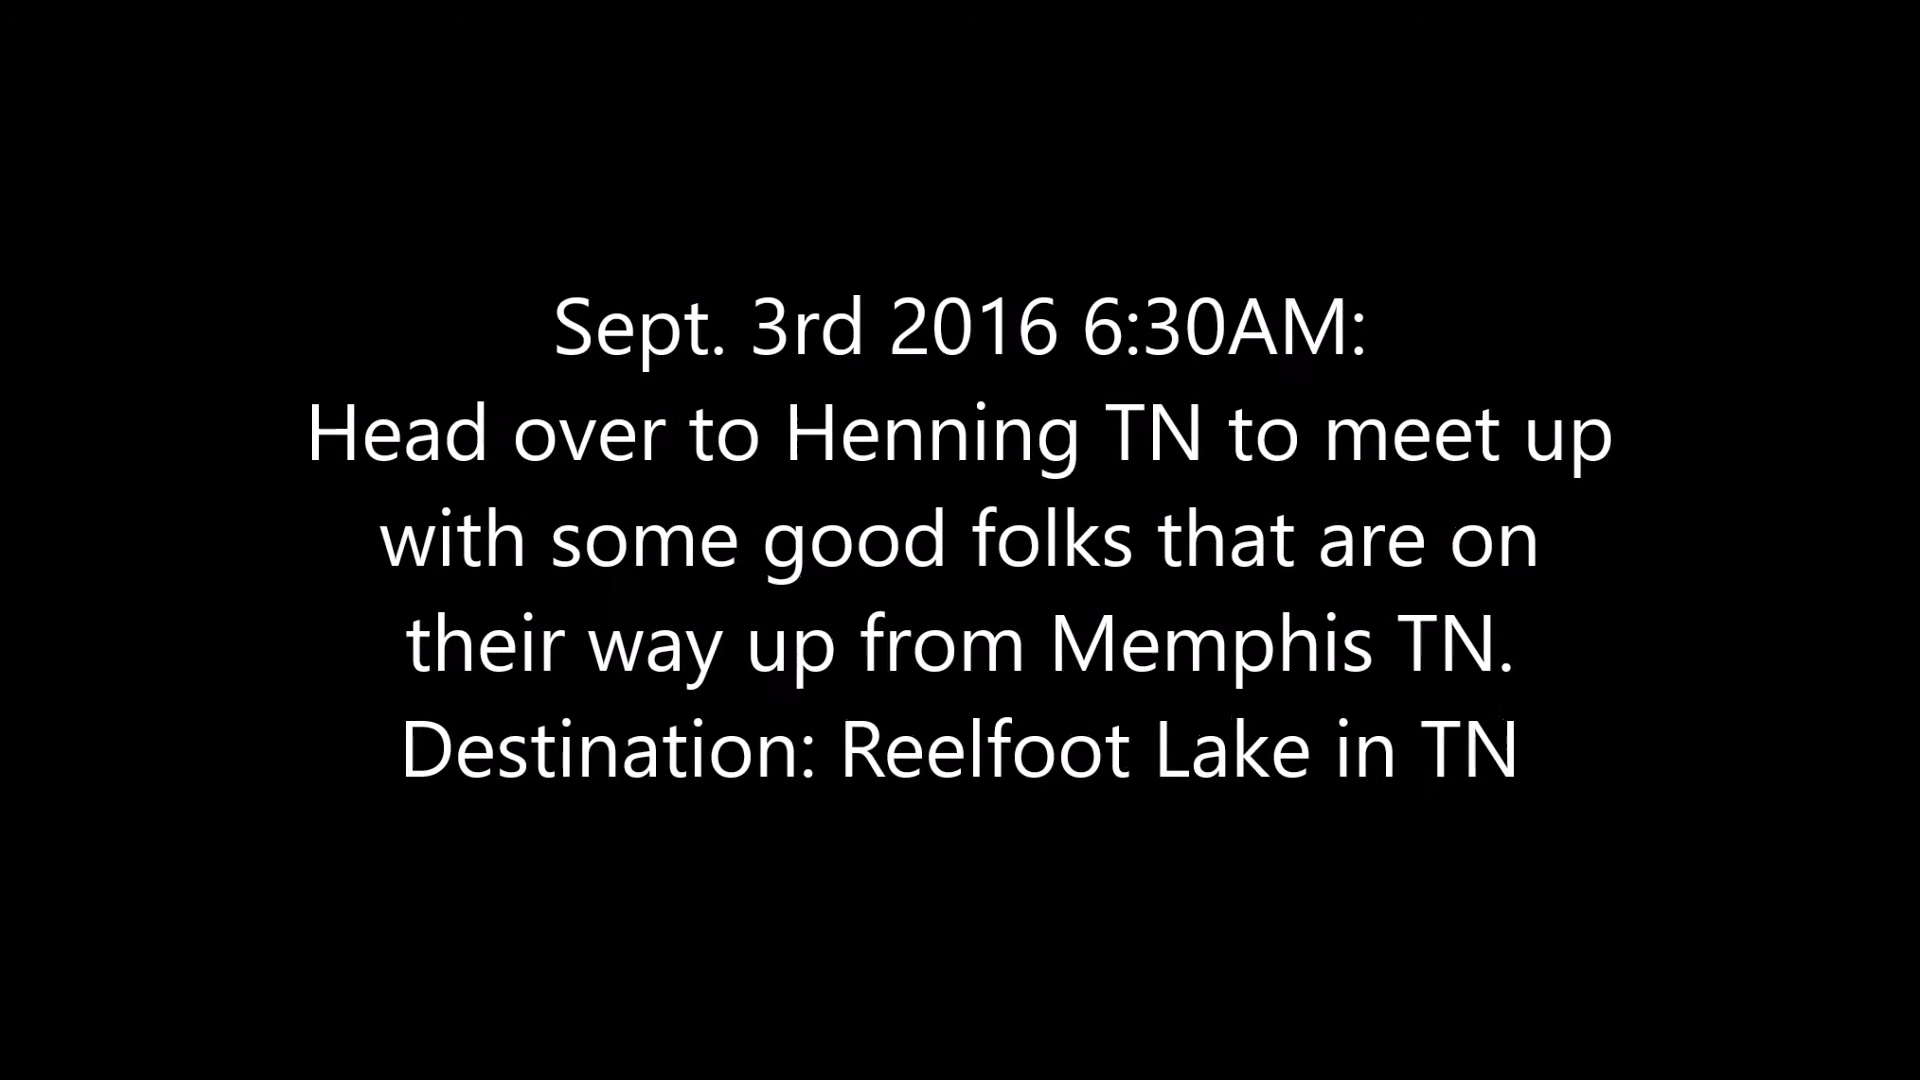 Sept. 3rd 2016 6:30AM:
Head over to Henning TN to meet up
with some good folks that are on
their way up from Memphis TN.
Destination: Reelfoot Lake in TN